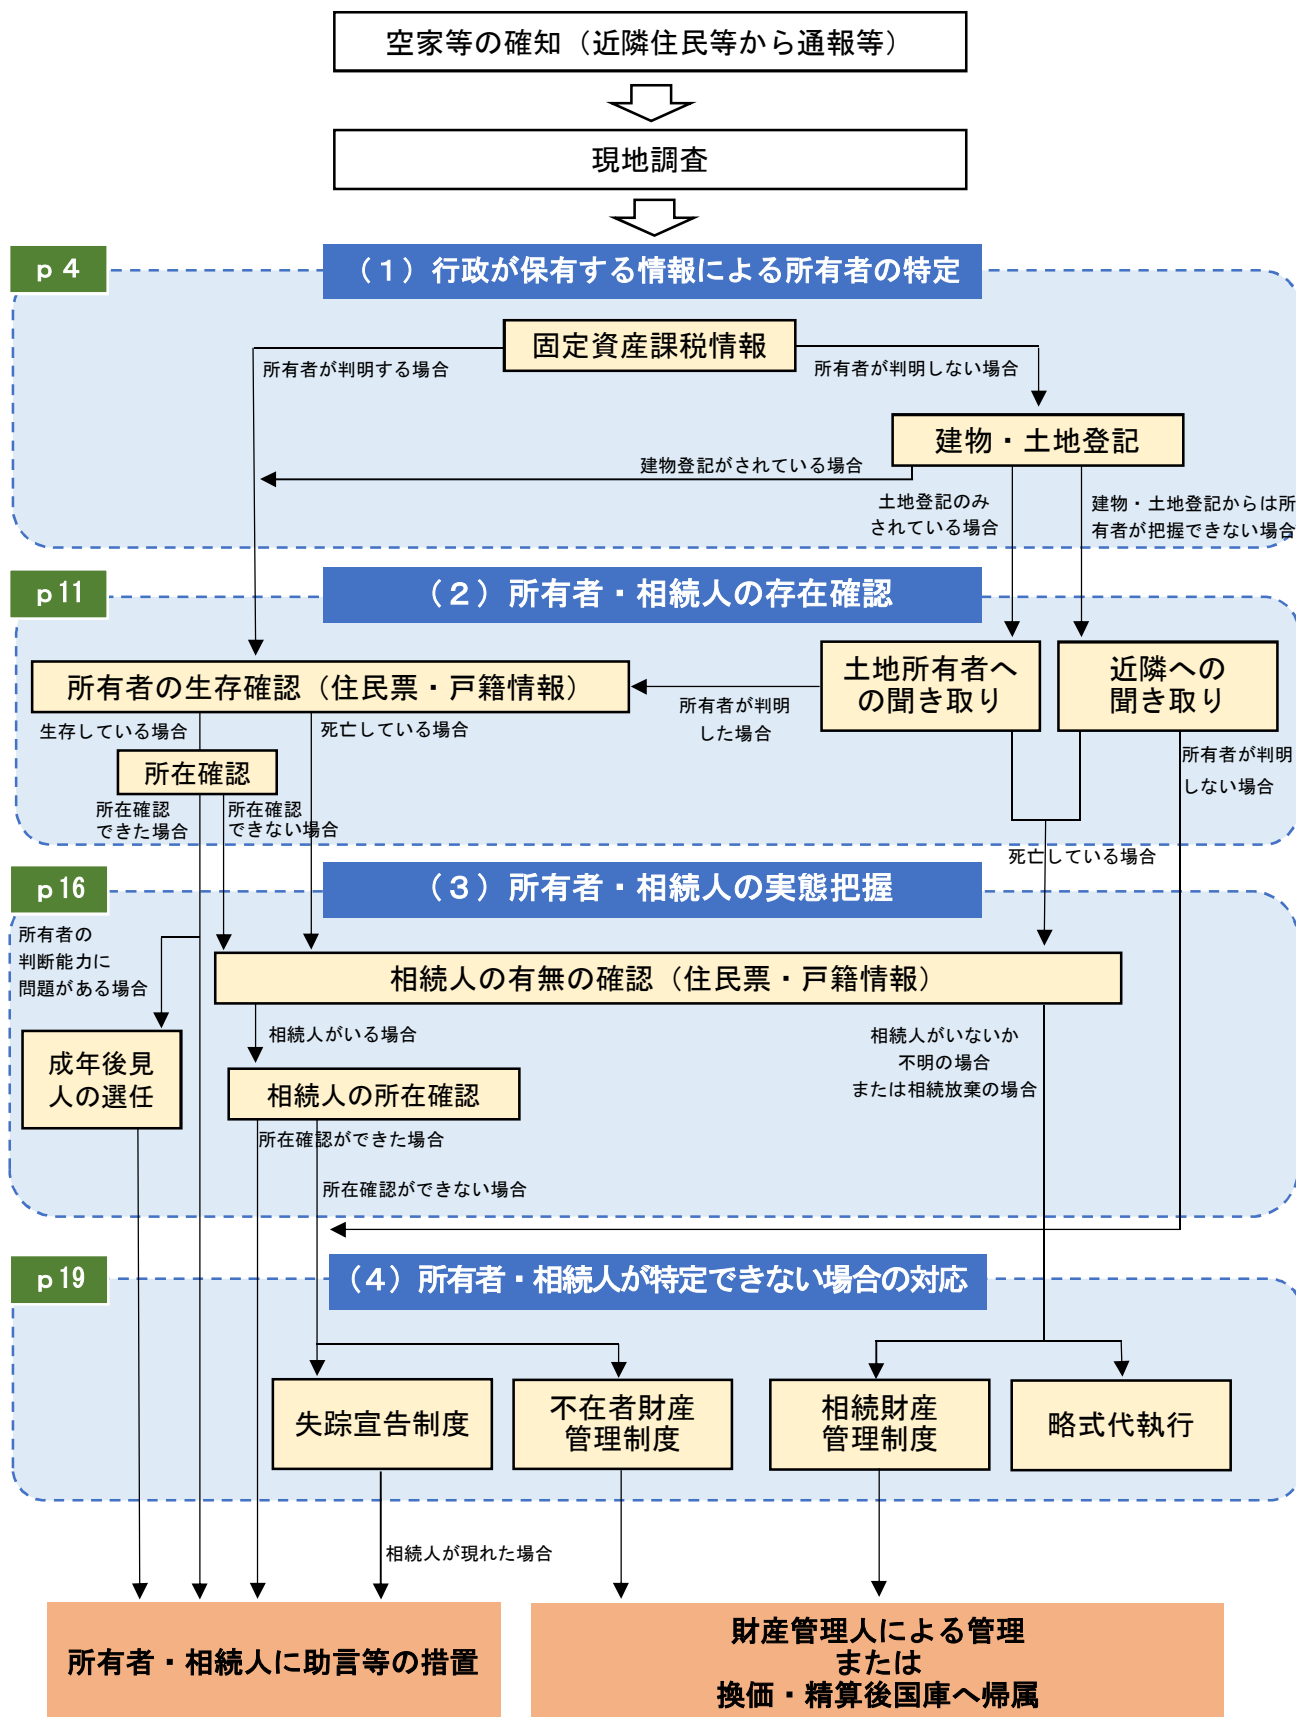 空家等の確知（近隣住民等から通報等）
現地調査
p 4
（１）行政が保有する情報による所有者の特定
固定資産課税情報
所有者が判明する場合
所有者が判明しない場合
建物・土地登記
建物登記がされている場合
土地登記のみ
されている場合
建物・土地登記からは所
有者が把握できない場合
p 11
（２）所有者・相続人の存在確認
所有者の生存確認（住民票・戸籍情報）
土地所有者へ
の聞き取り
近隣への
聞き取り
所有者が判明
した場合
生存している場合
死亡している場合
所有者が判明
しない場合
所在確認
所在確認
できた場合
所在確認
できない場合
死亡している場合
p 16
（３）所有者・相続人の実態把握
所有者の
判断能力に
問題がある場合
相続人の有無の確認（住民票・戸籍情報）
成年後見
人の選任
相続人がいる場合
相続人がいないか
不明の場合
または相続放棄の場合
相続人の所在確認
所在確認ができた場合
所在確認ができない場合
p 19
（４）所有者・相続人が特定できない場合の対応
失踪宣告制度
不在者財産
管理制度
相続財産
管理制度
略式代執行
相続人が現れた場合
所有者・相続人に助言等の措置
財産管理人による管理
または
換価・精算後国庫へ帰属